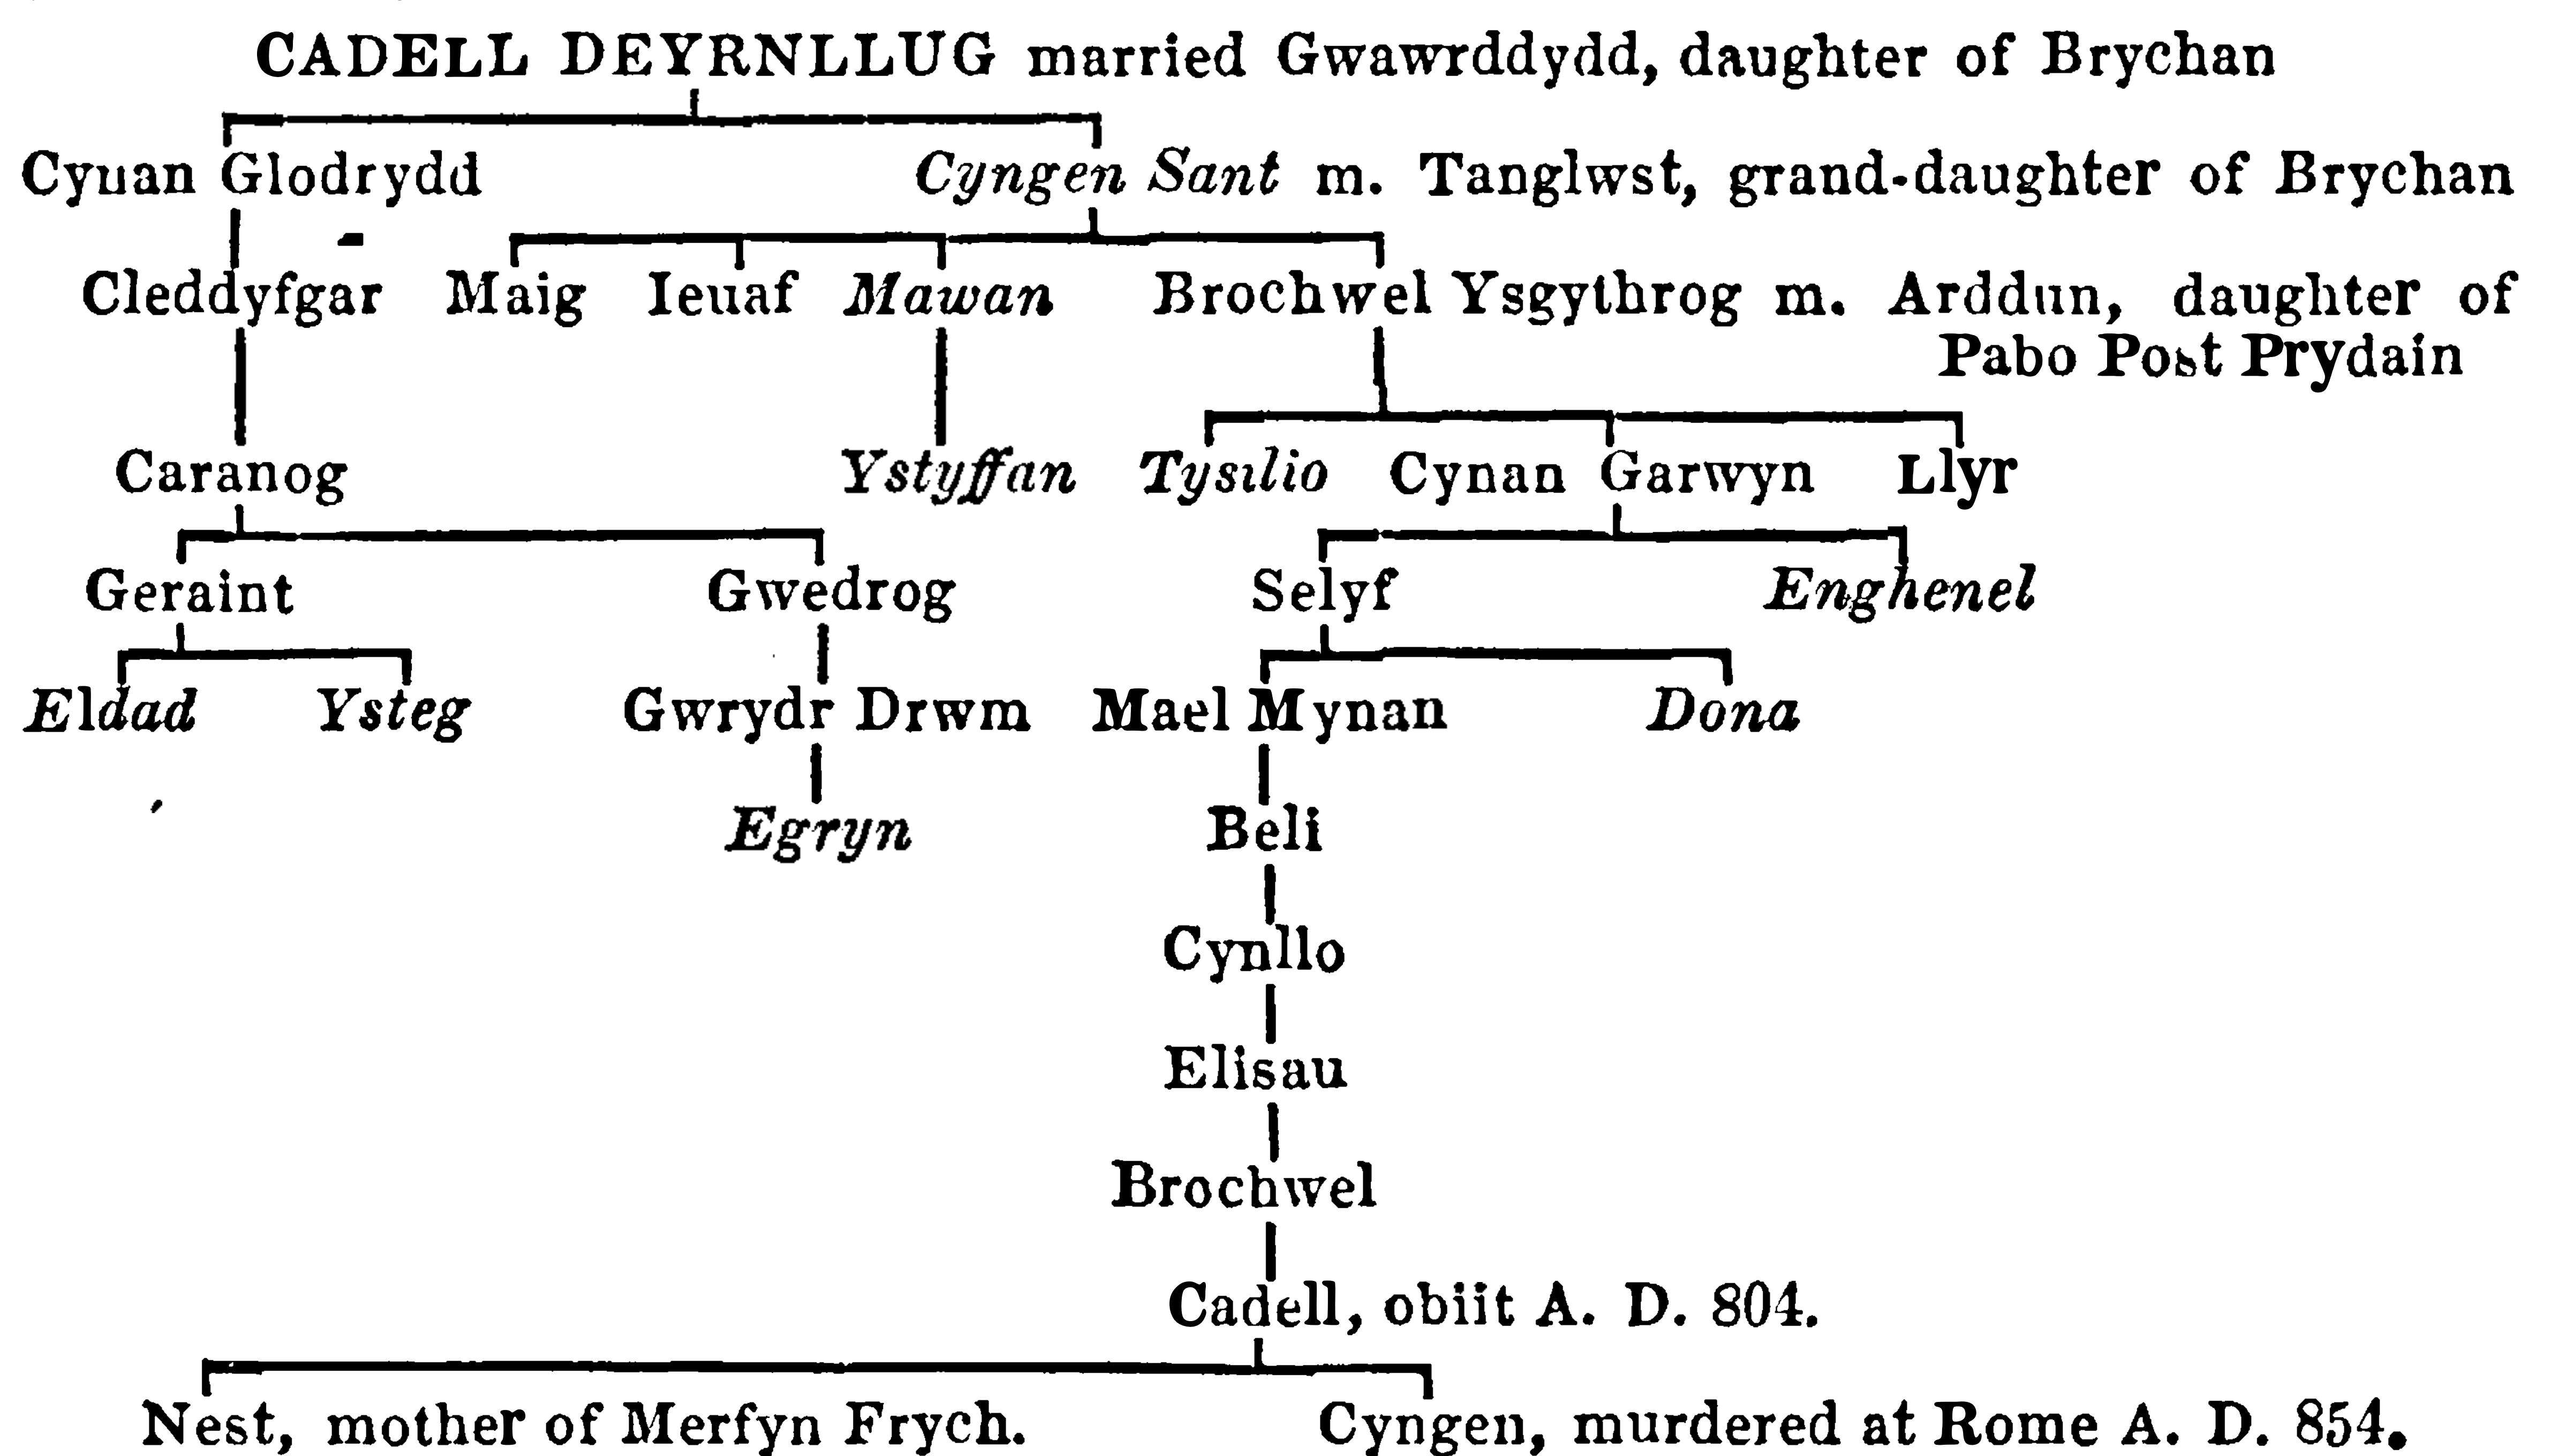 CADELL DEYRNLLUG married Gwawrddydd, daughter of Brychan
Cyuan Glodrydd Cyngen Sant m. Tanglwst, grand-daughter of Brychan
Cleddyfgar Maig Ieuaf Mawan Brochwel Ysgythrog m. Arddun, daughter of
Pabo Post Prydain
Caranog Ystyffan Tysilio Cynan Garwyn Llyr
Geraint Gwedrog Selyf Enghenel
Eldad Ysteg Gwrydr Drwm Mael Mynan Dona
Egryn Beli
Cynllo
Elisau
Brochwel
Cadell, obiit A. D. 804.
Nest, mother of Merfyn Frych. Cyngen, murdered at Rome A. D. 854.